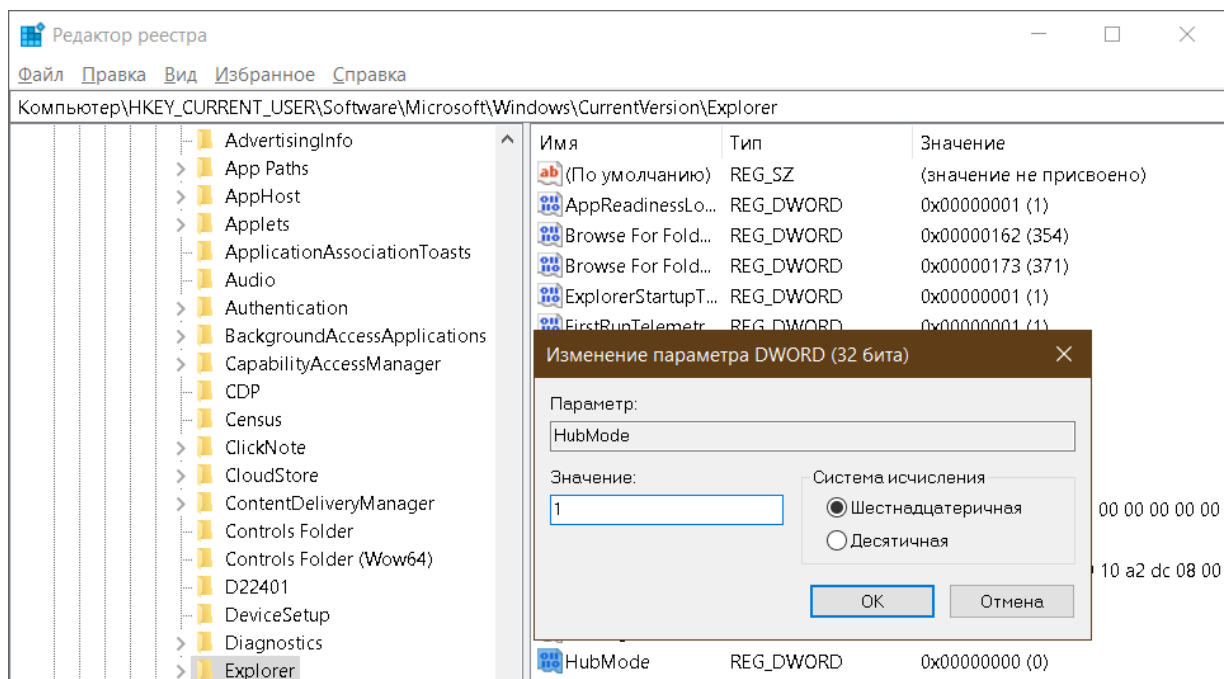 Редактор реестра
Файл Правка Вид Избранное Справка
Компьютер\HKEY_CURRENT_USER\Software\Microsoft\Windows\CurrentVersion\Explorer
AdvertisingInfo
App Paths
AppHost
Applets
ApplicationAssociationToasts
Audio
Authentication
BackgroundAccessApplications
CapabilityAccessManager
CDP
Census
ClickNote
CloudStore
ContentDeliveryManager
Controls Folder
Controls Folder (Wow64)
D22401
DeviceSetup
Diagnostics
Explorer
Имя Тип Значение
ab (По умолчанию) REG_SZ (значение не присвоено)
AppReadinessLo... REG_DWORD 0x00000001 (1)
Browse For Fold... REG_DWORD 0x00000162 (354)
Browse For Fold... REG_DWORD 0x00000173 (371)
ExplorerStartupT... REG_DWORD 0x00000001 (1)
FirstRunTelemetr... REG_DWORD 0x00000001 (1)
Изменение параметра DWORD (32 бита)
Параметр:
HubMode
Значение:
1
Система исчисления
Шестнадцатеричная
Десятичная
OK Отмена
00 00 00 00 00
10 a2 dc 08 00
HubMode REG_DWORD 0x00000000 (0)